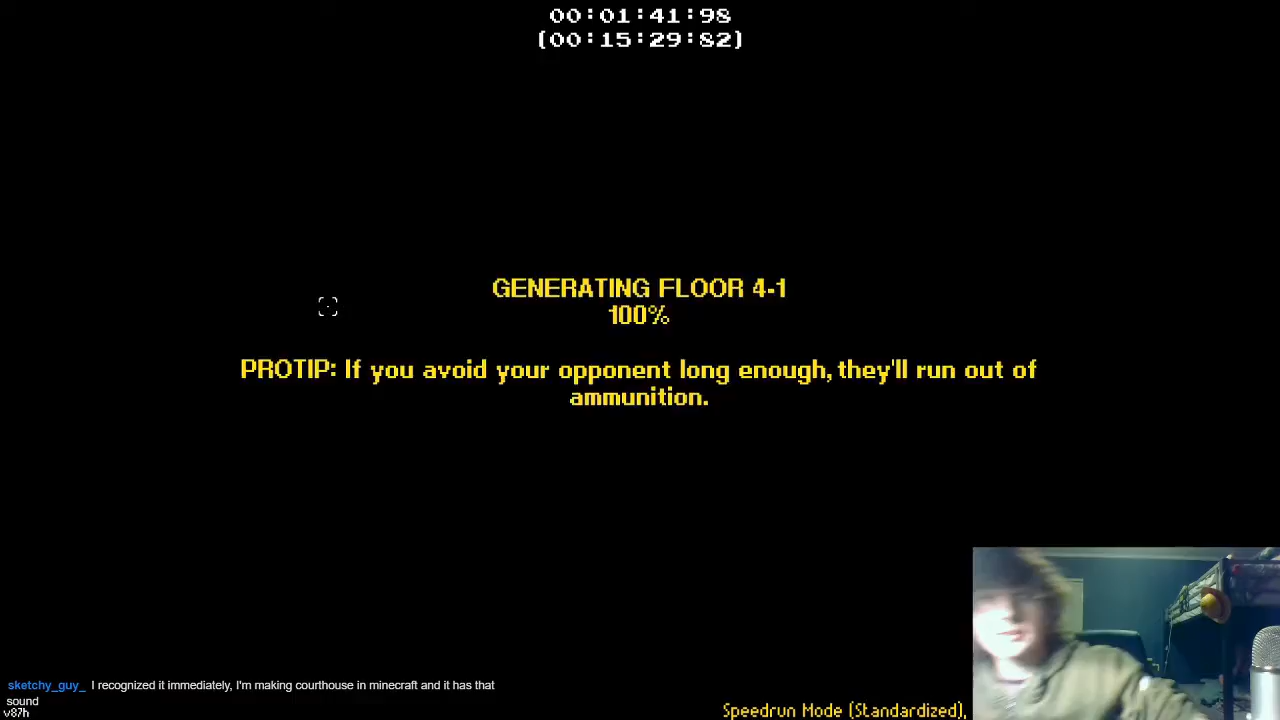 00:01:41:98
[00:15:29:82]
GENERATING FLOOR 4-1
100%
PROTIP: If you avoid your opponent long enough, they'll run out of
ammunition.
sketchy_guy_ I recognized it immediately, I'm making courthouse in minecraft and it has that
sound
v87h
Speedrun Mode (Standardized),